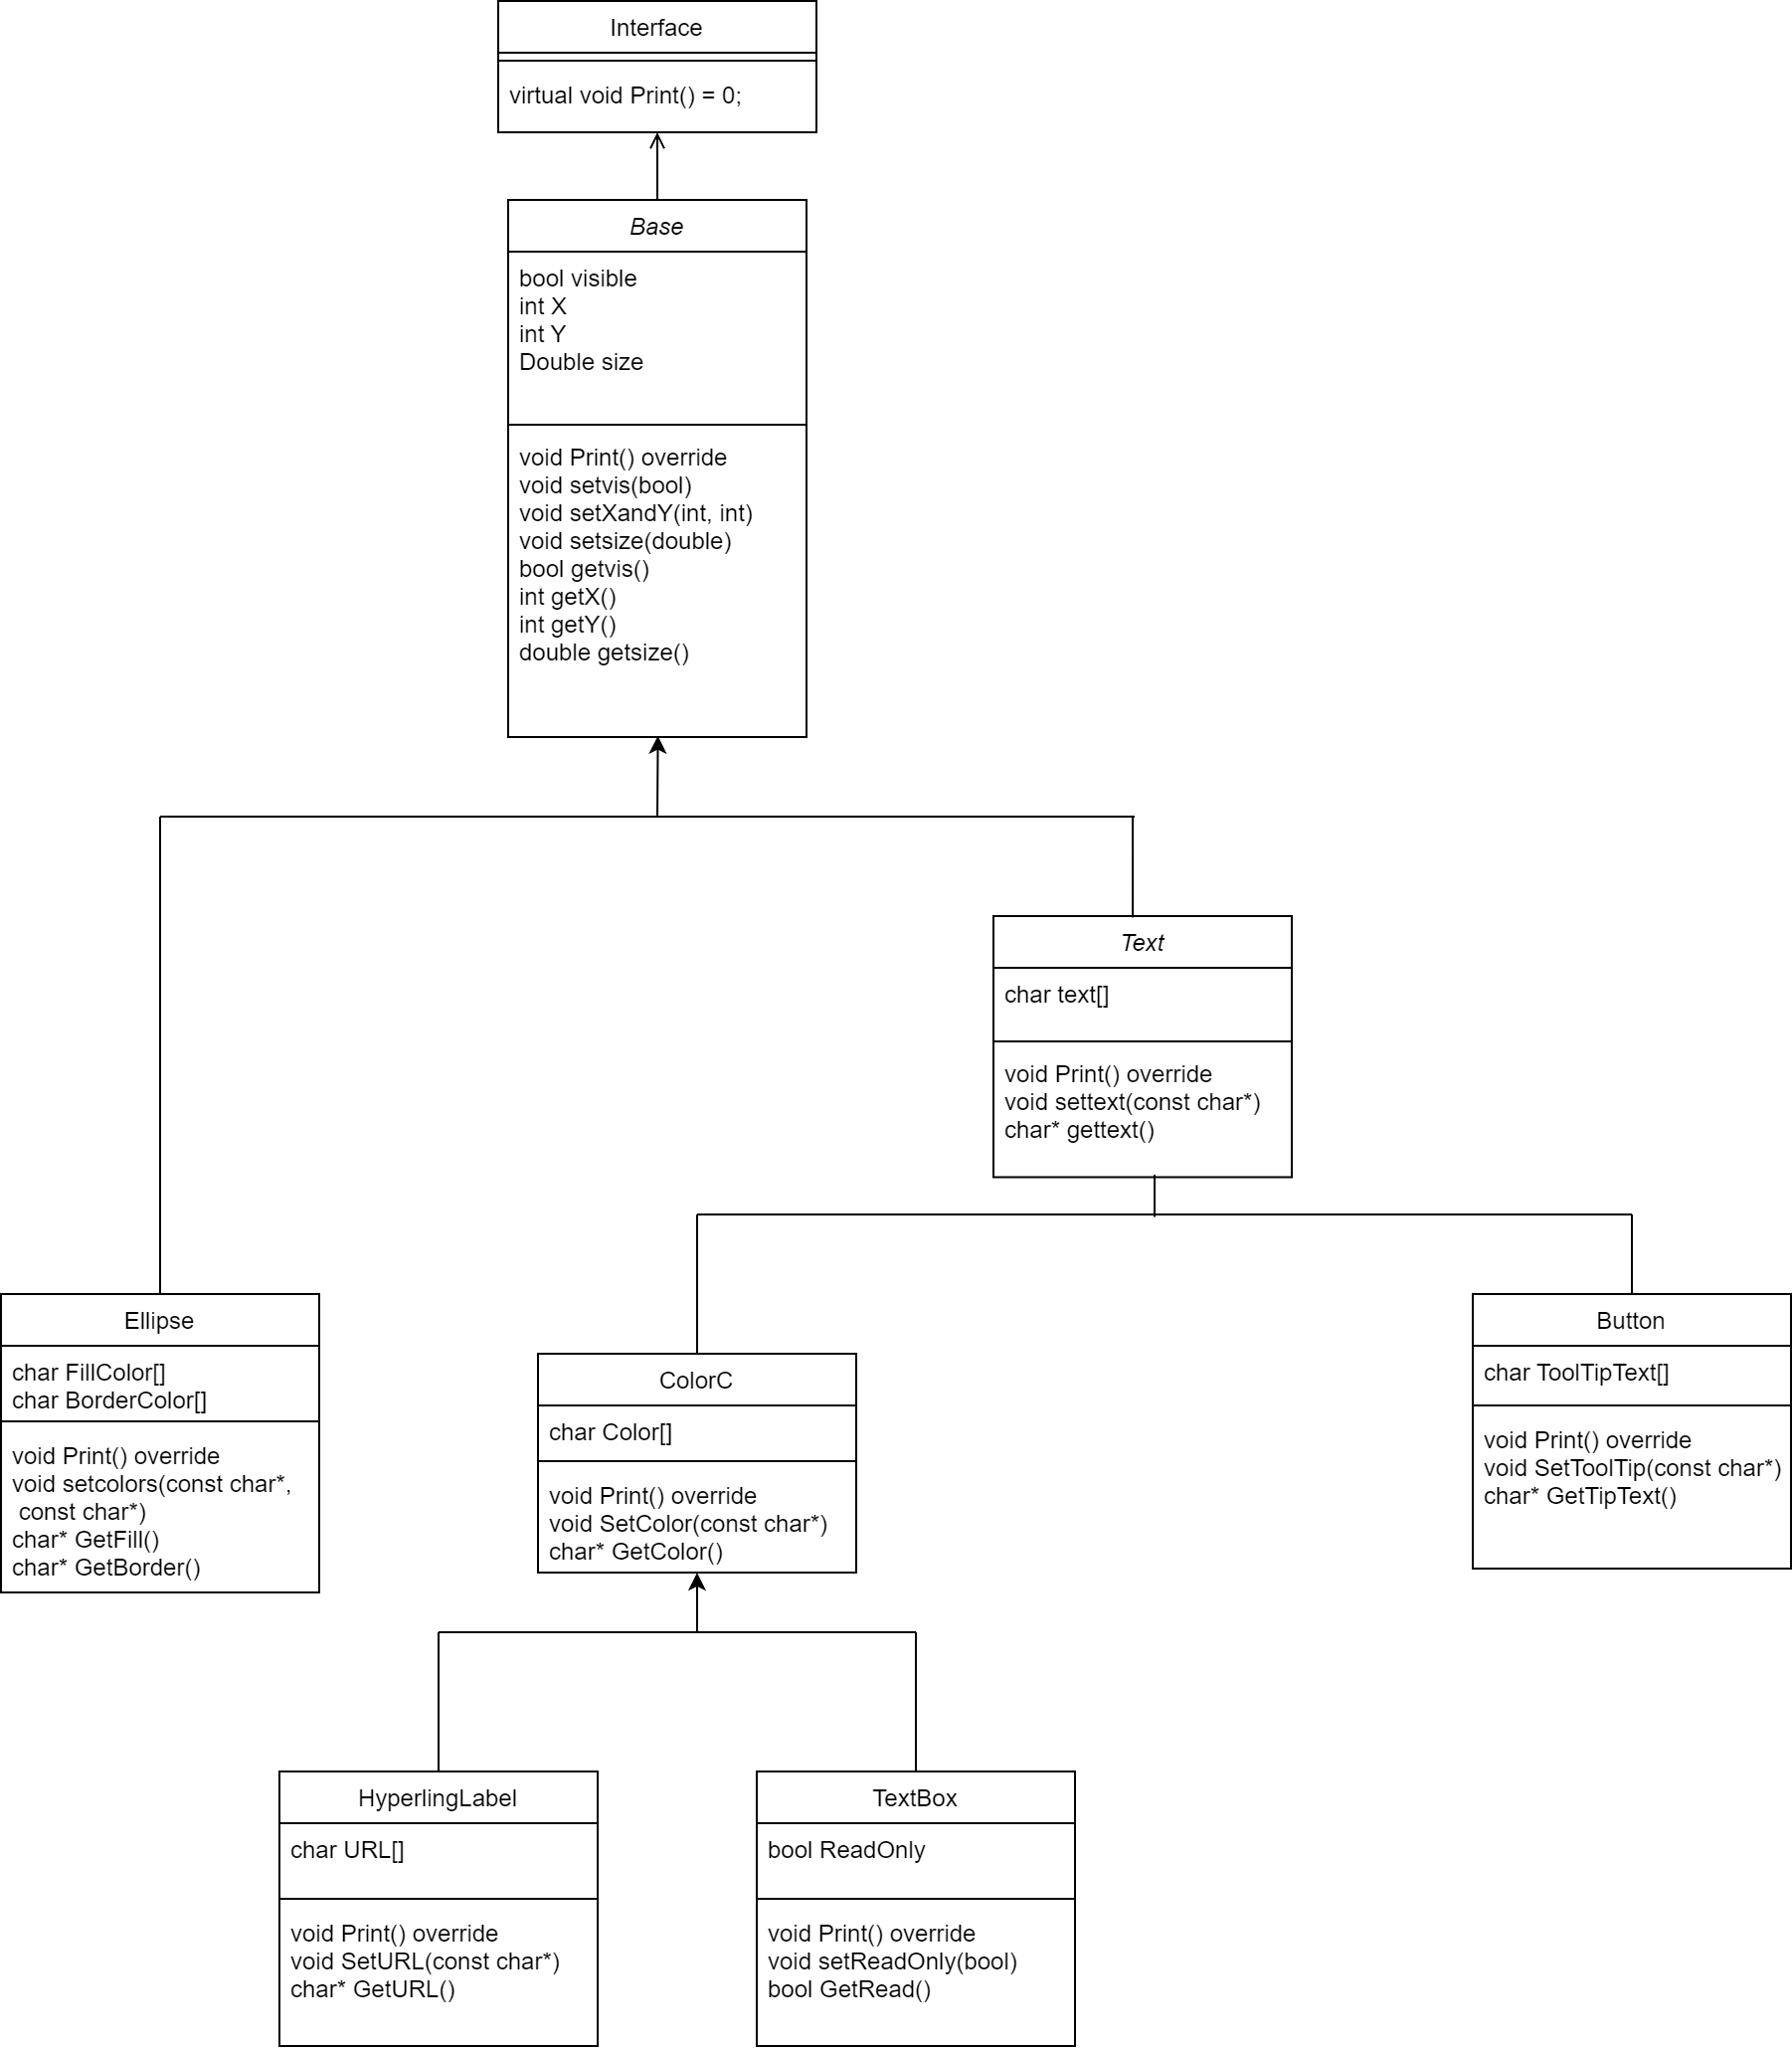 Interface
virtual void Print() = 0;
Base
bool visible
int X
int Y
Double size
void Print() override
void setvis(bool)
void setXandY(int, int)
void setsize(double)
bool getvis()
int getX()
int getY()
double getsize()
Text
char text[]
void Print() override
void settext(const char*)
char* gettext()
Ellipse
char FillColor[]
char BorderColor[]
void Print() override
void setcolors(const char*,
const char*)
char* GetFill()
char* GetBorder()
ColorC
char Color[]
void Print() override
void SetColor(const char*)
char* GetColor()
Button
char ToolTipText[]
void Print() override
void SetToolTip(const char*)
char* GetTipText()
HyperlingLabel
char URL[]
void Print() override
void SetURL(const char*)
char* GetURL()
TextBox
bool ReadOnly
void Print() override
void setReadOnly(bool)
bool GetRead()